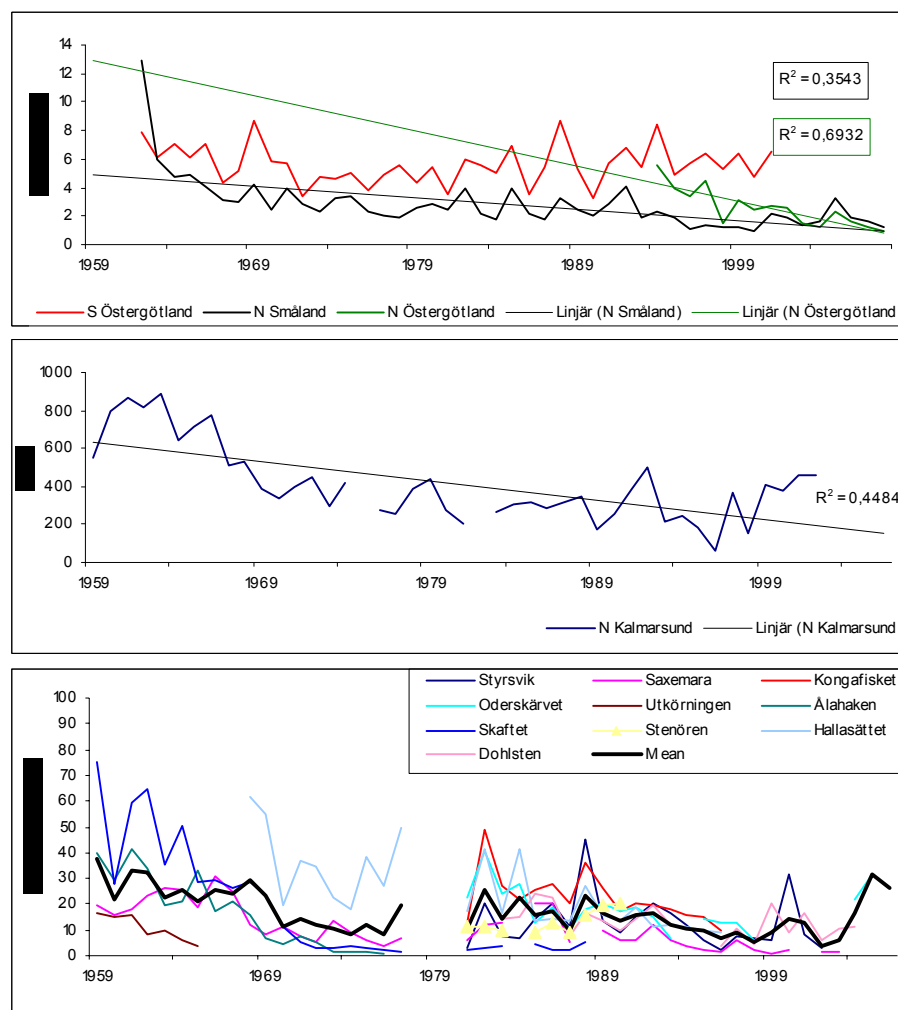 14
12
10
8
6
4
2
0
1959 1969 1979 1989 1999
R² = 0,3543
R² = 0,6932
S Östergötland N Småland N Östergötland Linjär (N Småland) Linjär (N Östergötland
1000
800
600
400
200
0
1959 1969 1979 1989 1999
R² = 0,4484
N Kalmarsund Linjär (N Kalmarsund
100
90
80
70
60
50
40
30
20
10
0
1959 1969 1979 1989 1999
Styrsvik Saxemara Kongafisket
Oderskärvet Utkörningen Ålahaken
Skaftet Stenören Hallasättet
Dohlsten Mean